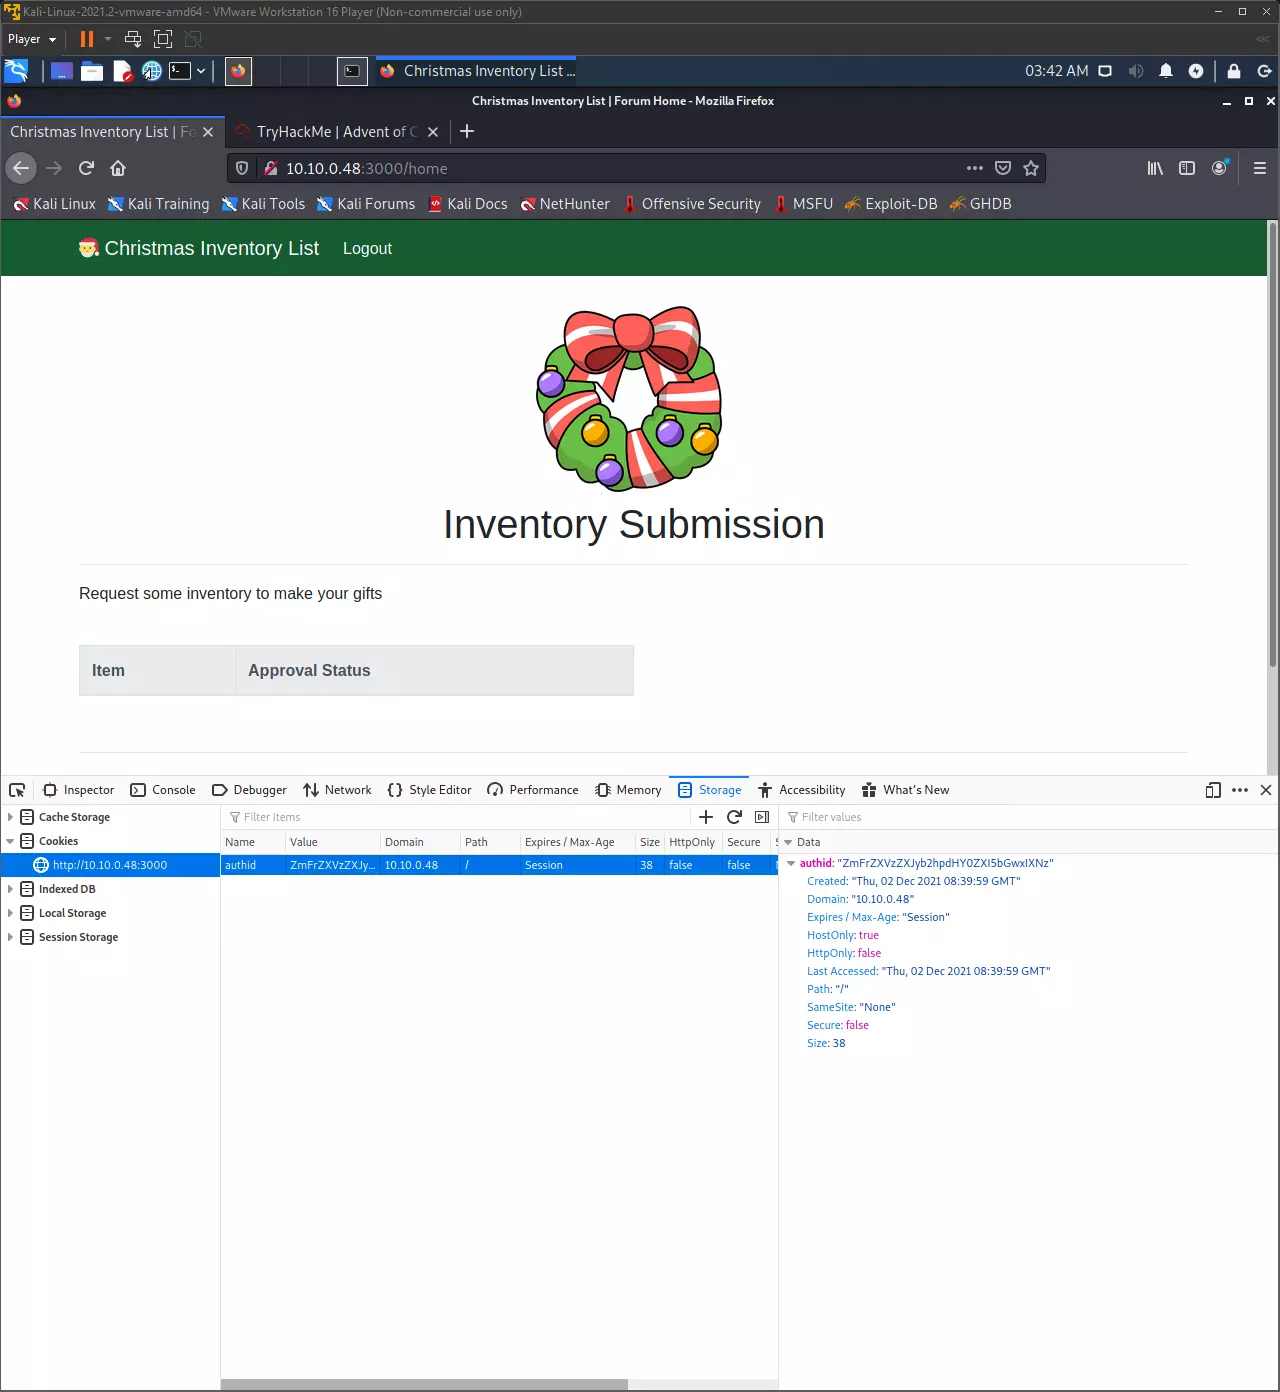 Kali-Linux-2021.2-vmware-amd64 - VMware Workstation 16 Player (Non-commercial use only)
Player
Christmas Inventory List ... 03:42 AM
Christmas Inventory List | Forum Home - Mozilla Firefox
Christmas Inventory List | Fo TryHackMe | Advent of C
10.10.0.48:3000/home
Kali Linux Kali Training Kali Tools Kali Forums Kali Docs NetHunter Offensive Security MSFU Exploit-DB GHDB
Christmas Inventory List Logout
Inventory Submission
Request some inventory to make your gifts
Item Approval Status
Inspector Console Debugger Network Style Editor Performance Memory Storage Accessibility What's New
Cache Storage Filter Items Filter values
Cookies Name Value Domain Path Expires / Max-Age Size HttpOnly Secure Data
http://10.10.0.48:3000 authid ZmFrZXVzZXJy... 10.10.0.48 / Session 38 false false authid: "ZmFrZXVzZXJyb2hpdHY0ZXI5bGwxIXNz"
Created: "Thu, 02 Dec 2021 08:39:59 GMT"
Indexed DB Domain: "10.10.0.48"
Local Storage Expires / Max-Age: "Session"
Session Storage HostOnly: true
HttpOnly: false
Last Accessed: "Thu, 02 Dec 2021 08:39:59 GMT"
Path: "/"
SameSite: "None"
Secure: false
Size: 38